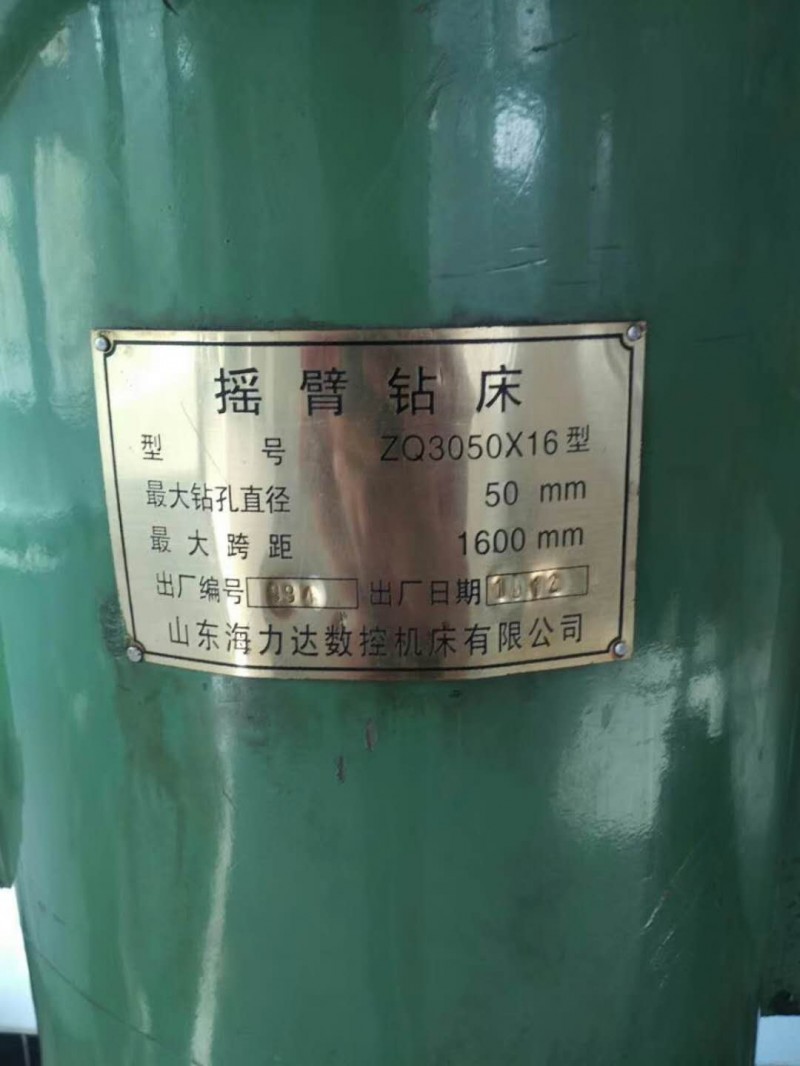 摇臂钻床
型号 ZQ3050X16型
最大钻孔直径 50 mm
最大跨距 1600 mm
出厂编号 出厂日期
山东海力达数控机床有限公司